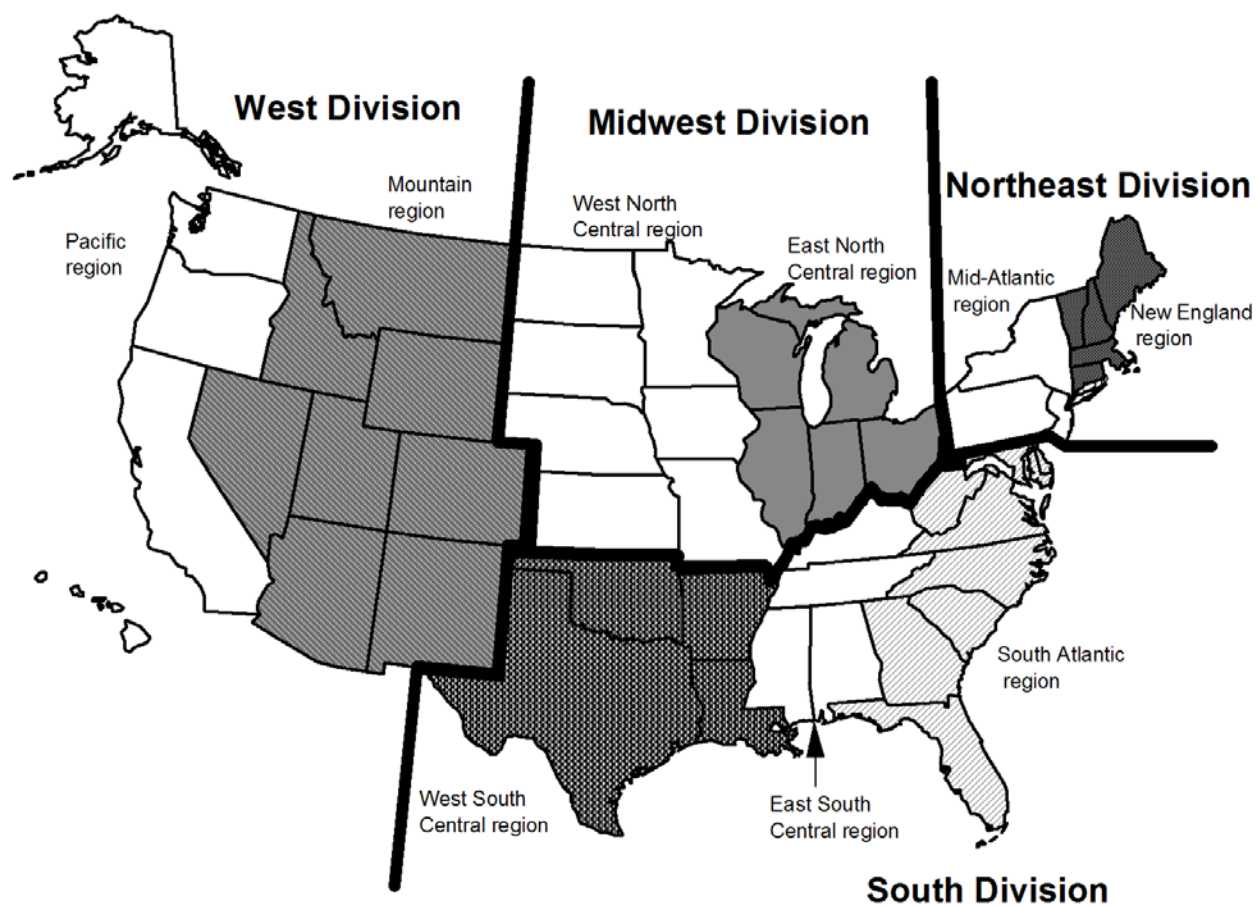 West Division
Midwest Division
Northeast Division
Mountain
region
Pacific
region
West North
Central region
East North
Central region
Mid-Atlantic
region
New England
region
South Atlantic
region
West South
Central region
East South
Central region
South Division